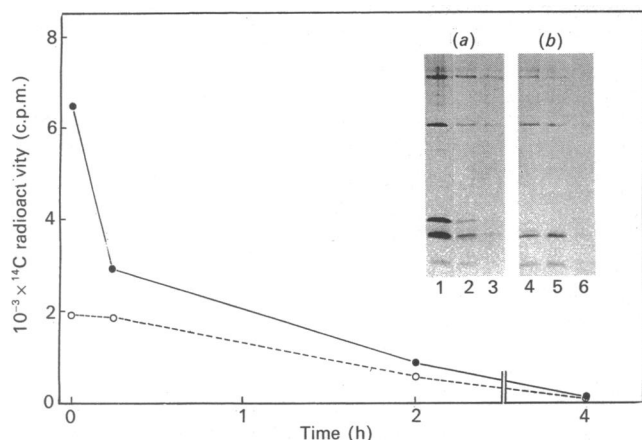 (a) (b)
8
6
4
2
0
10⁻³ × ¹⁴C radioactivity (c.p.m.)
1 2 3 4 5 6
0 1 2 4
Time (h)